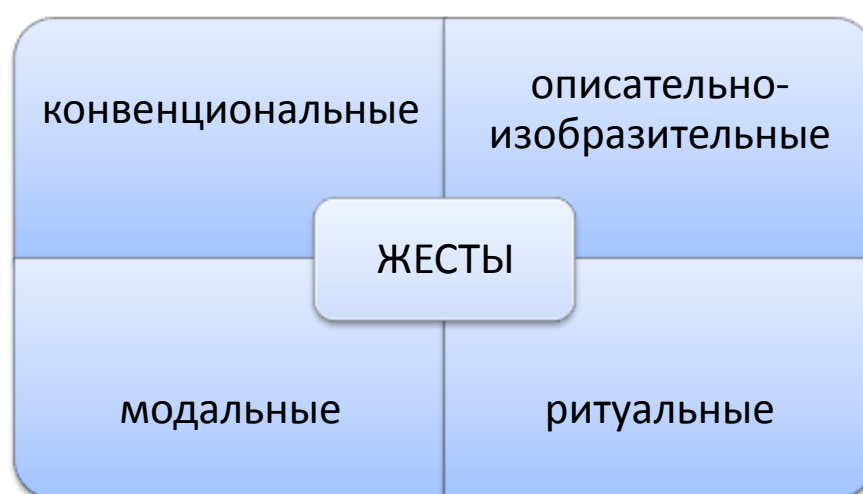 конвенциональные
описательно-
изобразительные
ЖЕСТЫ
модальные
ритуальные